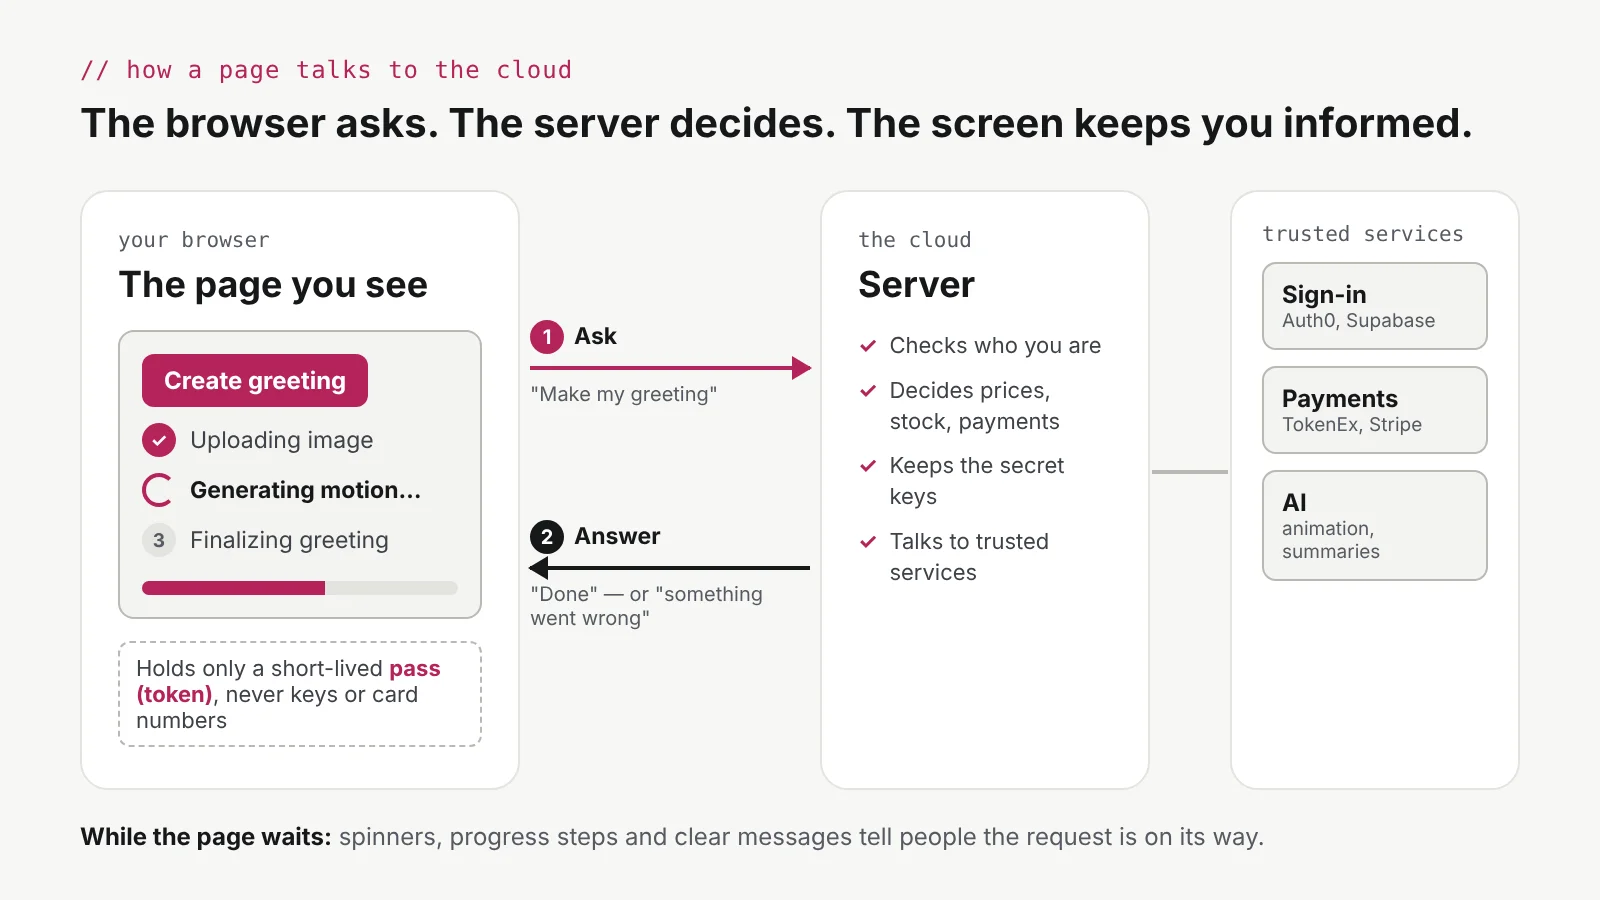 // how a page talks to the cloud
The browser asks. The server decides. The screen keeps you informed.
your browser
The page you see
Create greeting
Uploading image
Generating motion...
3 Finalizing greeting
Holds only a short-lived pass
(token), never keys or card
numbers
1 Ask
"Make my greeting"
2 Answer
"Done" — or "something
went wrong"
the cloud
Server
Checks who you are
Decides prices,
stock, payments
Keeps the secret
keys
Talks to trusted
services
trusted services
Sign-in
Auth0, Supabase
Payments
TokenEx, Stripe
AI
animation,
summaries
While the page waits: spinners, progress steps and clear messages tell people the request is on its way.